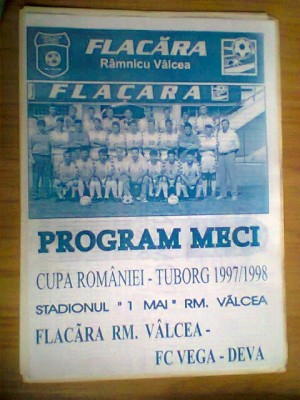 FLACĂRA
Râmnicu Vâlcea
FLACARA
PROGRAM MECI
CUPA ROMÂNIEI - TUBORG 1997/1998
STADIONUL "1 MAI" RM. VÂLCEA
FLACĂRA RM. VÂLCEA -
FC VEGA - DEVA